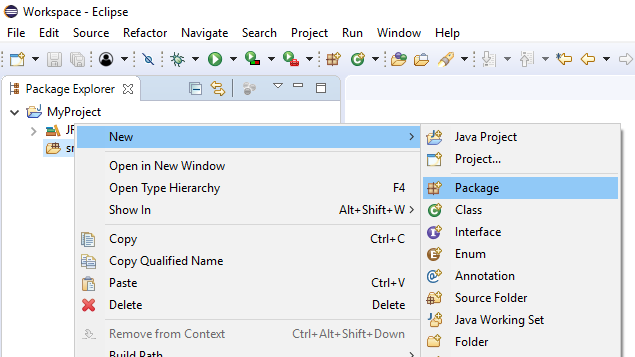 Workspace - Eclipse
File Edit Source Refactor Navigate Search Project Run Window Help
Package Explorer
MyProject
New
Open in New Window
Open Type Hierarchy F4
Show In Alt+Shift+W
Copy Ctrl+C
Copy Qualified Name
Paste Ctrl+V
Delete Delete
Remove from Context Ctrl+Alt+Shift+Down
Build Path
Java Project
Project...
Package
Class
Interface
Enum
Annotation
Source Folder
Java Working Set
Folder